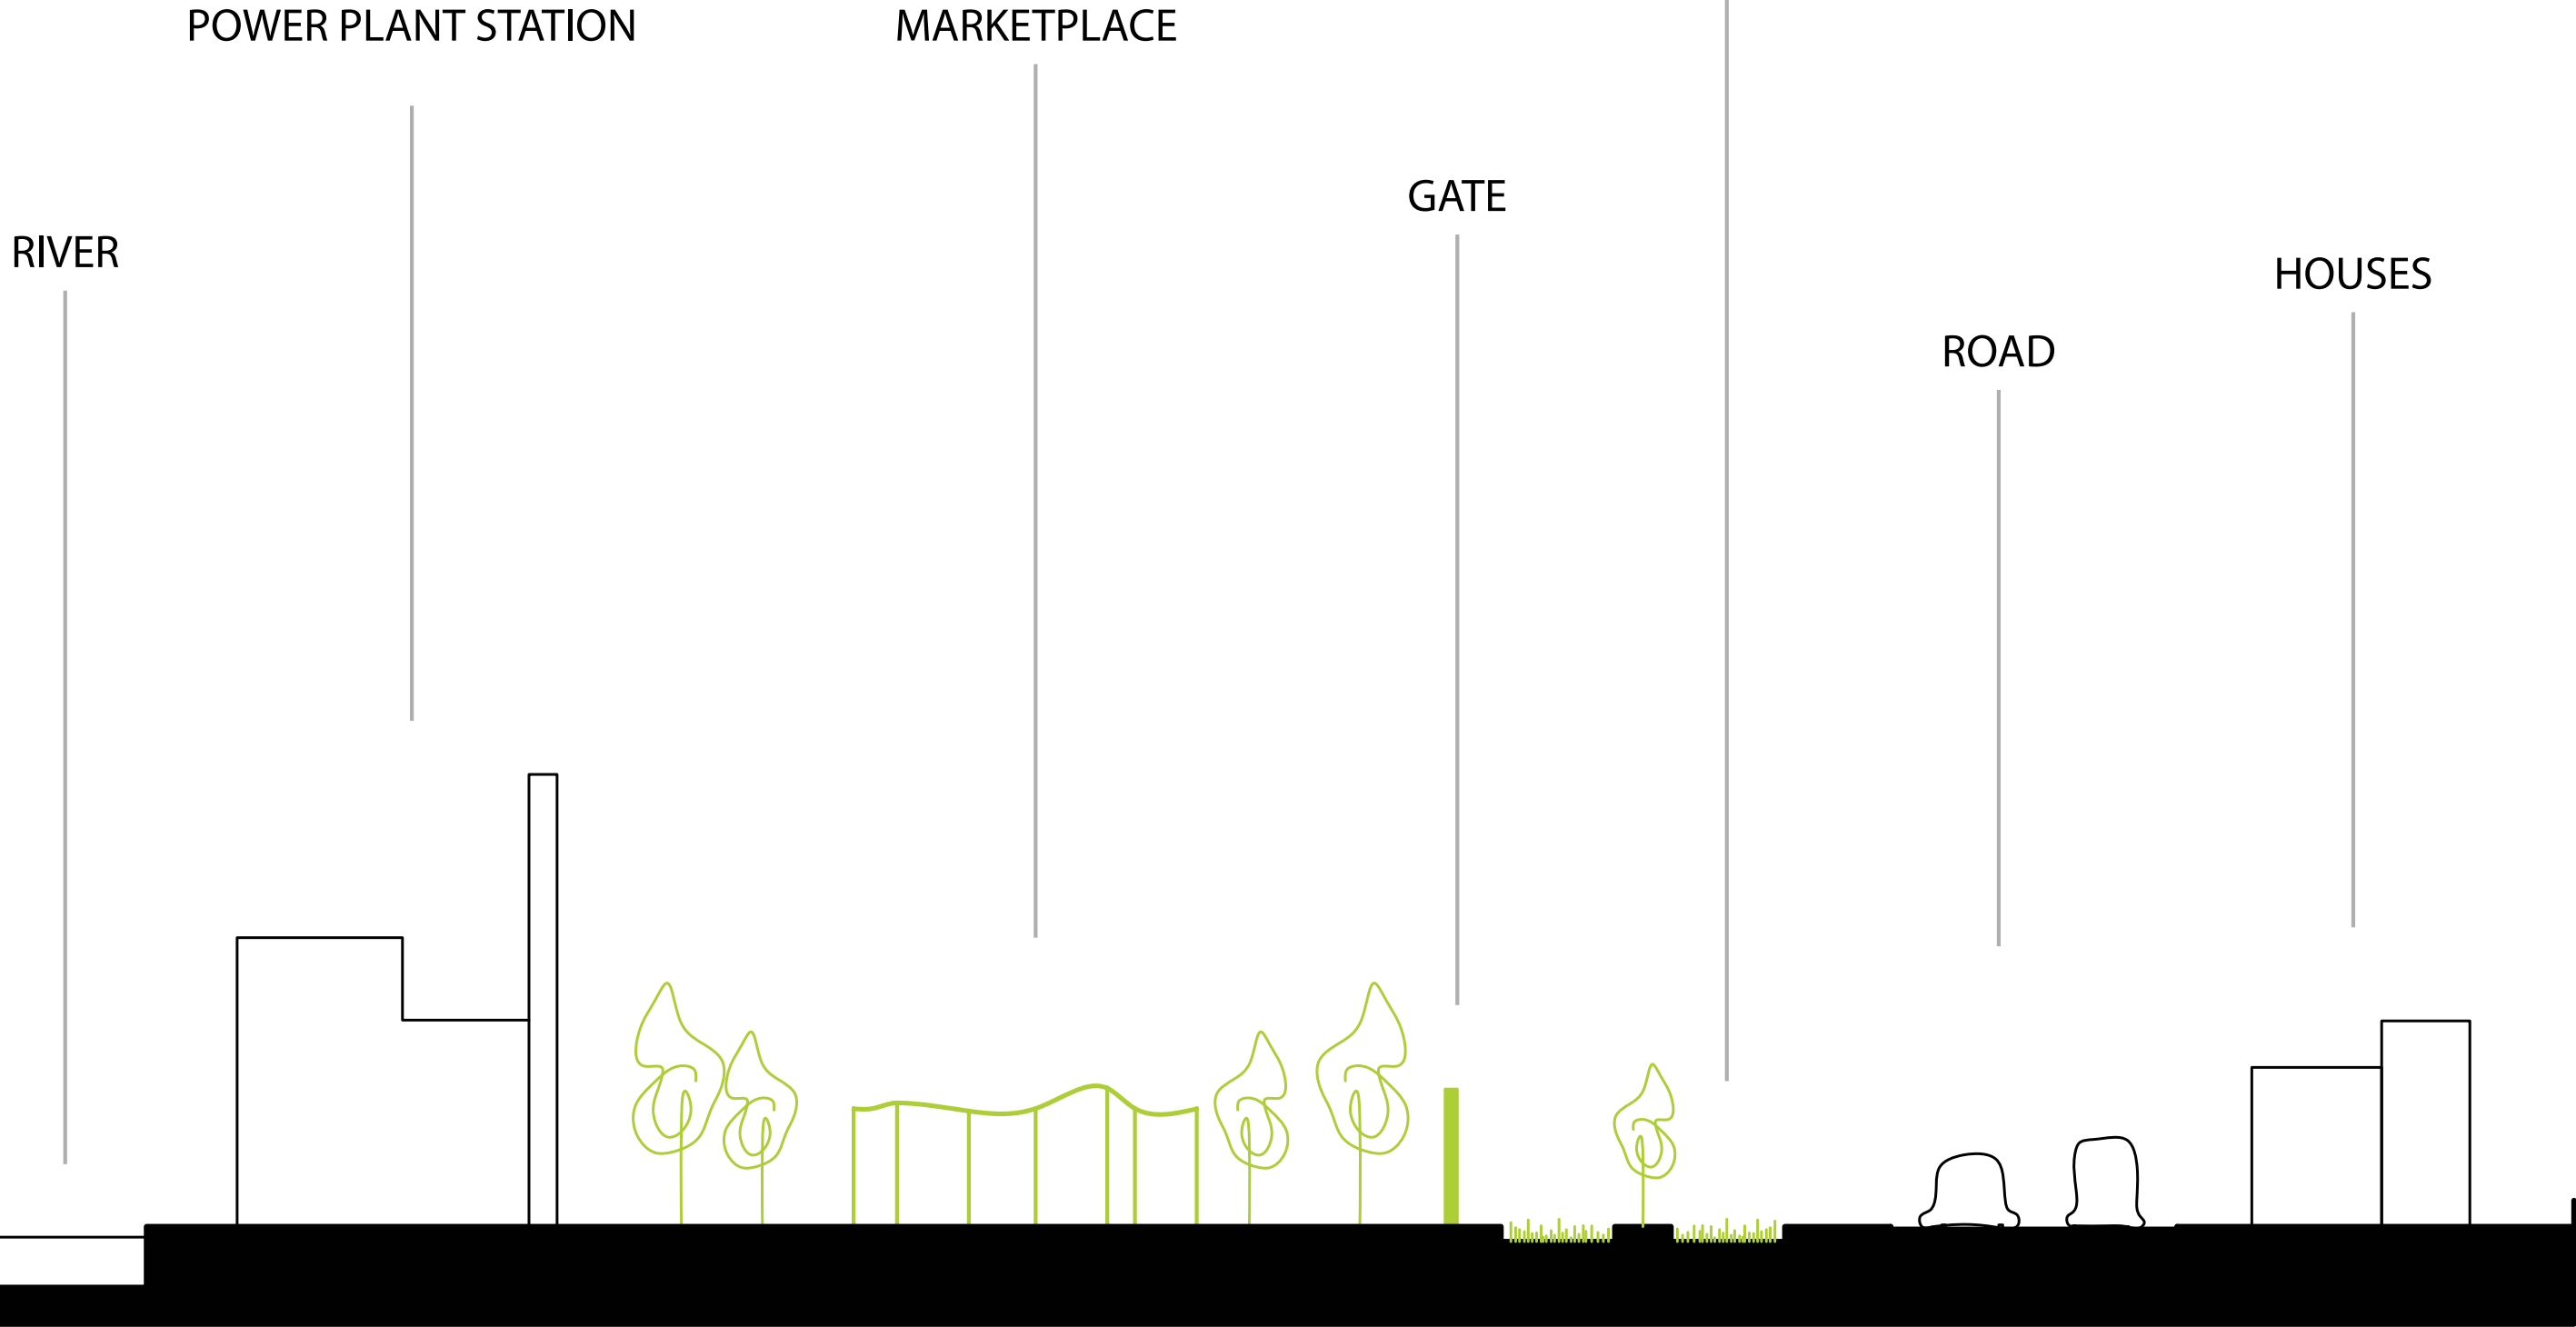 POWER PLANT STATION
MARKETPLACE
GATE
RIVER
HOUSES
ROAD